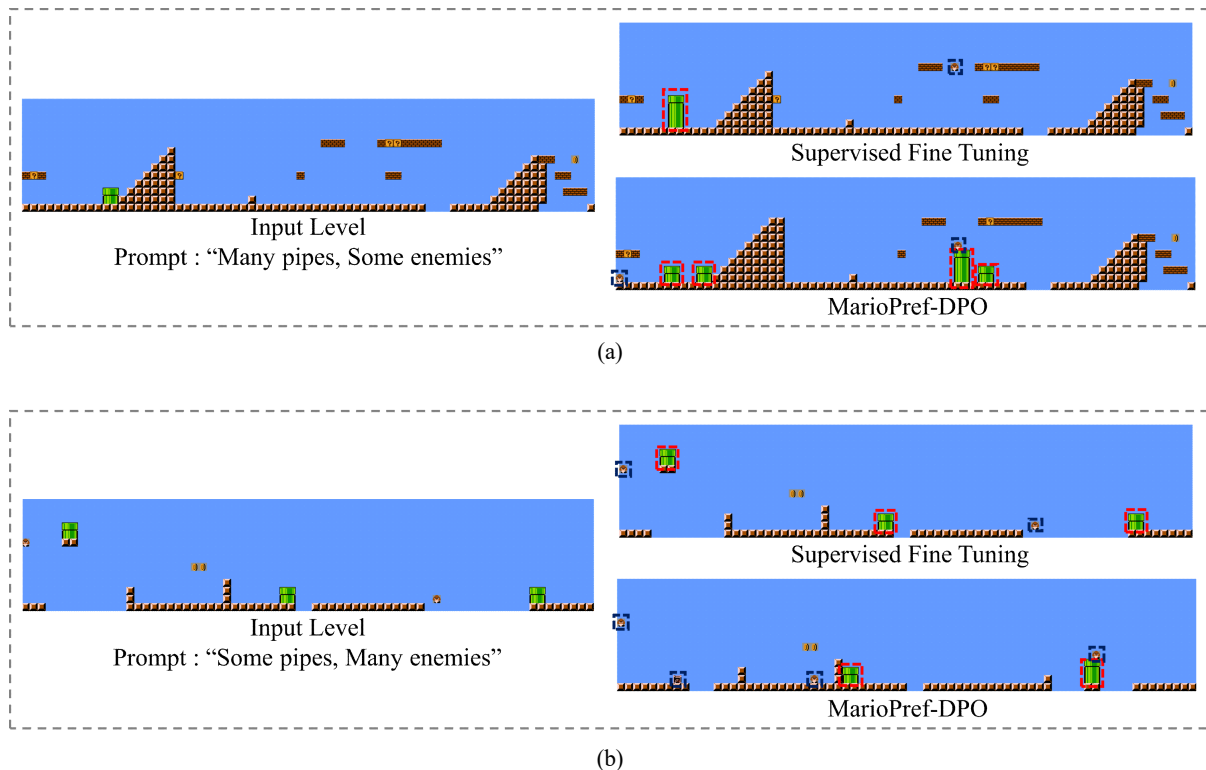 Supervised Fine Tuning
Input Level
Prompt : “Many pipes, Some enemies”
MarioPref-DPO
(a)
Supervised Fine Tuning
Input Level
Prompt : “Some pipes, Many enemies”
MarioPref-DPO
(b)